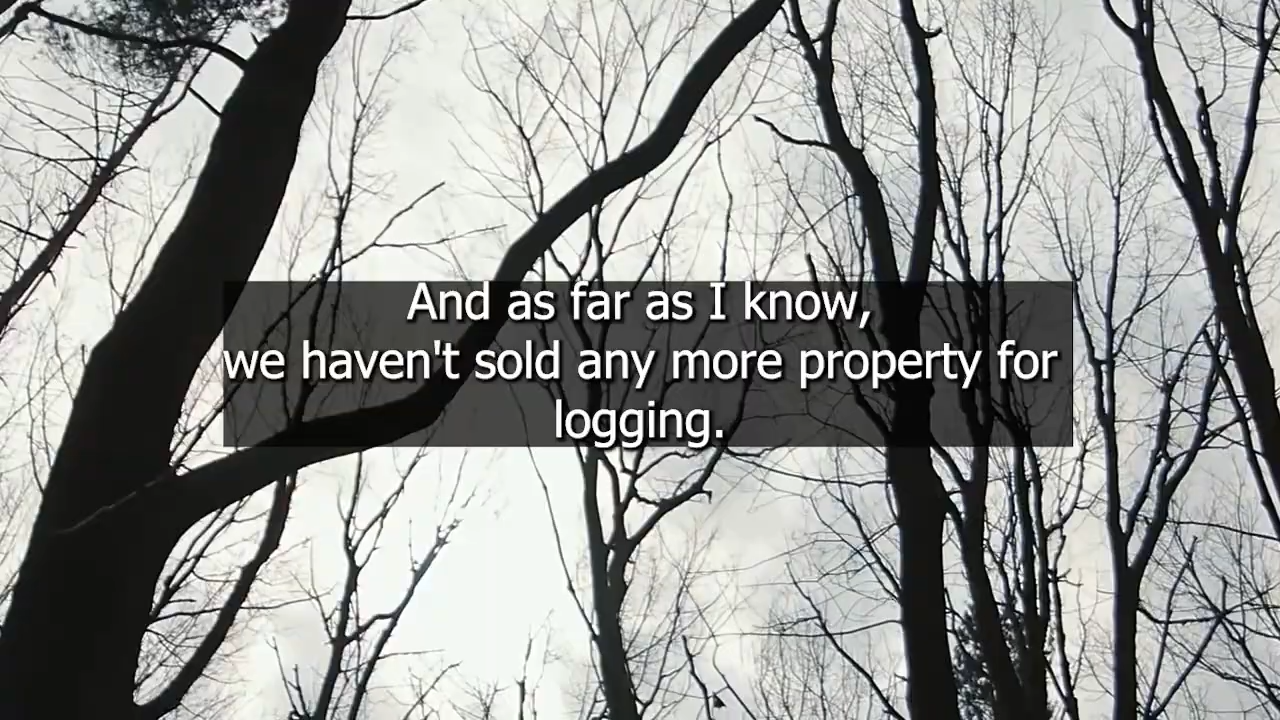 And as far as I know,
we haven't sold any more property for
logging.